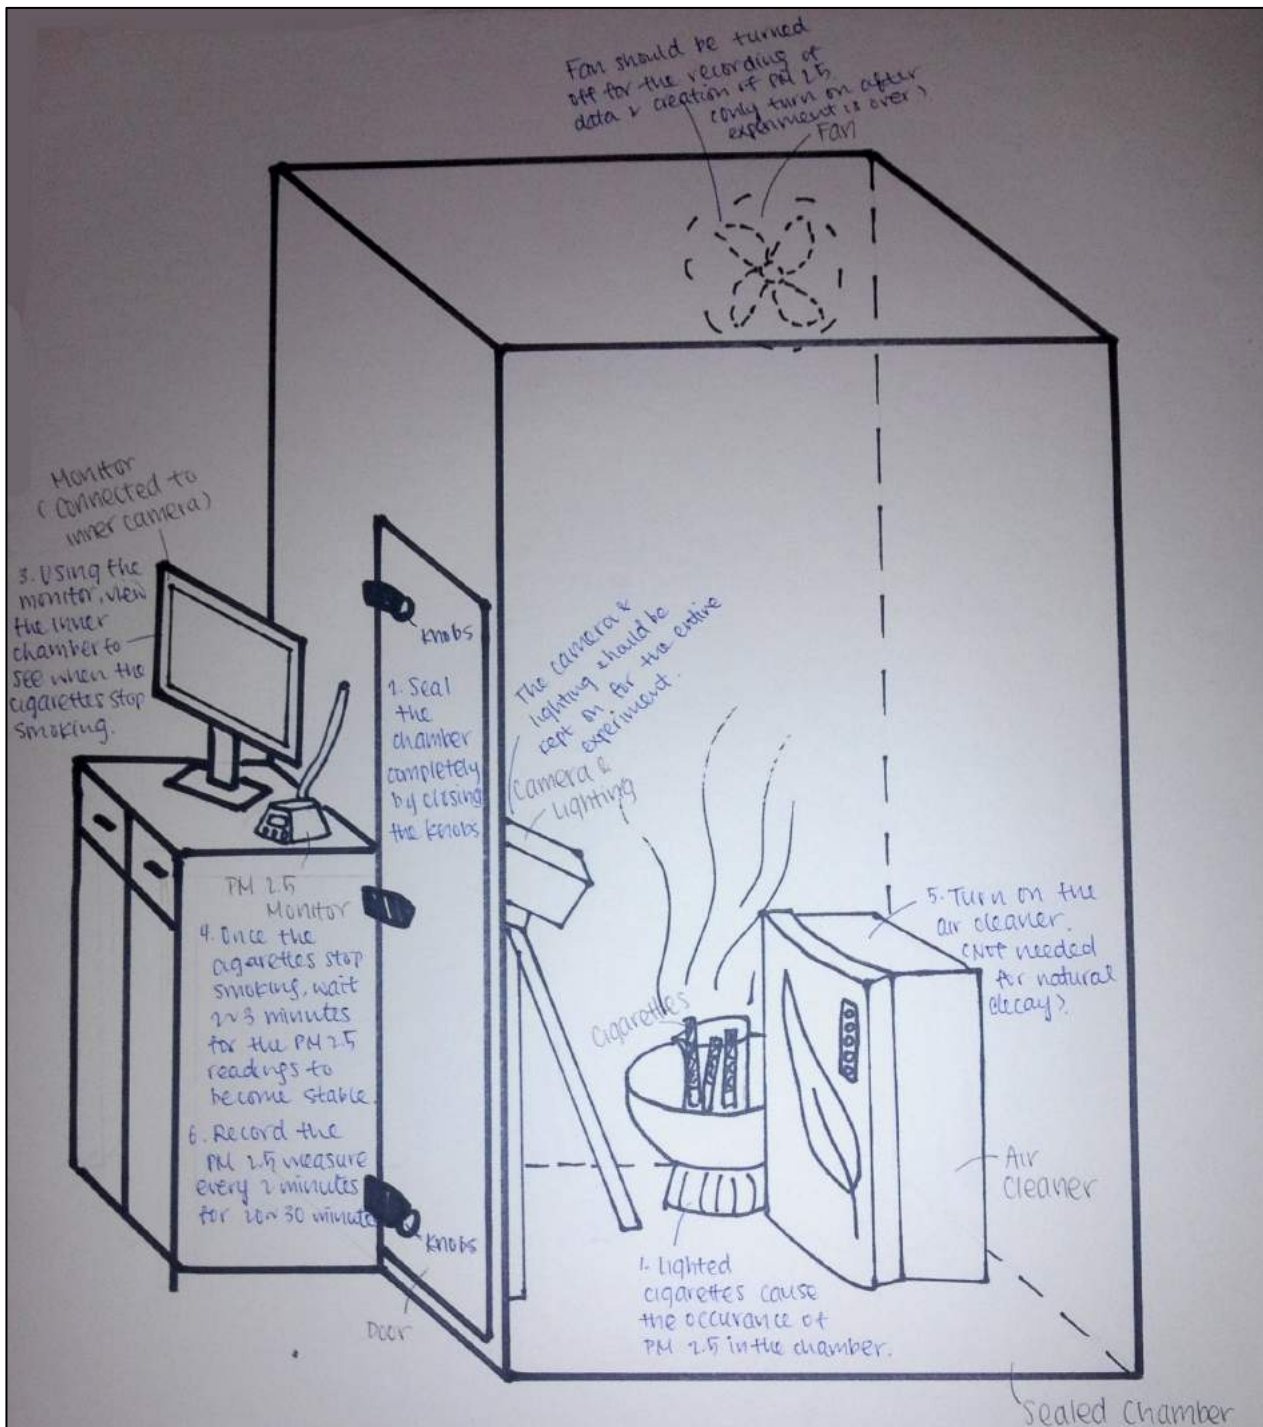 Fan should be turned
off for the recording of
data & creation of PM 2.5
(only turn on after
experiment is over)
Fan
Monitor
(connected to
inner camera)
3. Using the
monitor, view
the inner
chamber to
see when the
cigarettes stop
smoking.
Knobs
2. Seal
the
chamber
completely
by closing
the knobs.
The camera &
lighting should be
kept on for the entire
experiment.
Camera &
Lighting
PM 2.5
Monitor
4. Once the
cigarettes stop
smoking, wait
2~3 minutes
for the PM 2.5
readings to
become stable.
6. Record the
PM 2.5 measure
every 2 minutes
for 20~30 minute
Knobs
Door
Cigarettes
5. Turn on the
air cleaner.
(Not needed
for natural
decay)
Air
Cleaner
1. Lighted
cigarettes cause
the occurance of
PM 2.5 in the chamber.
Sealed Chamber